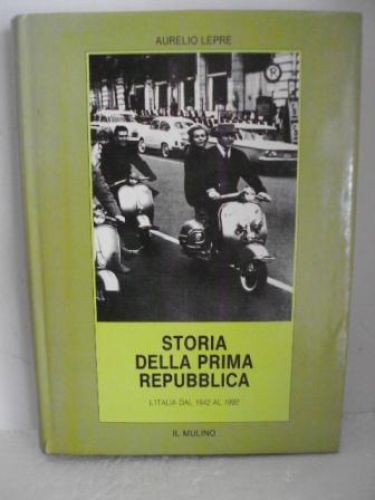 AURELIO LEPRE
STORIA
DELLA PRIMA
REPUBBLICA
L'ITALIA DAL 1942 AL 1992
IL MULINO